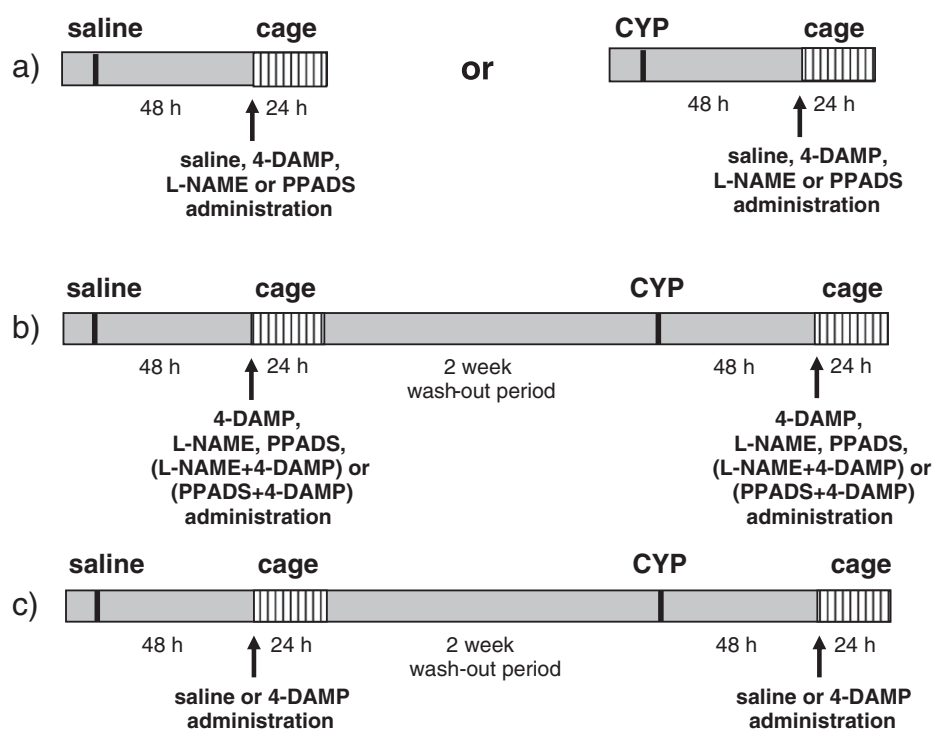 saline cage CYP cage
a) or
48 h 24 h 48 h 24 h
saline, 4-DAMP,
L-NAME or PPADS
administration
saline, 4-DAMP,
L-NAME or PPADS
administration
saline cage CYP cage
b)
48 h 24 h 2 week 48 h 24 h
wash-out period
4-DAMP,
L-NAME, PPADS,
(L-NAME+4-DAMP) or
(PPADS+4-DAMP)
administration
4-DAMP,
L-NAME, PPADS,
(L-NAME+4-DAMP) or
(PPADS+4-DAMP)
administration
saline cage CYP cage
c)
48 h 24 h 2 week 48 h 24 h
wash-out period
saline or 4-DAMP
administration
saline or 4-DAMP
administration